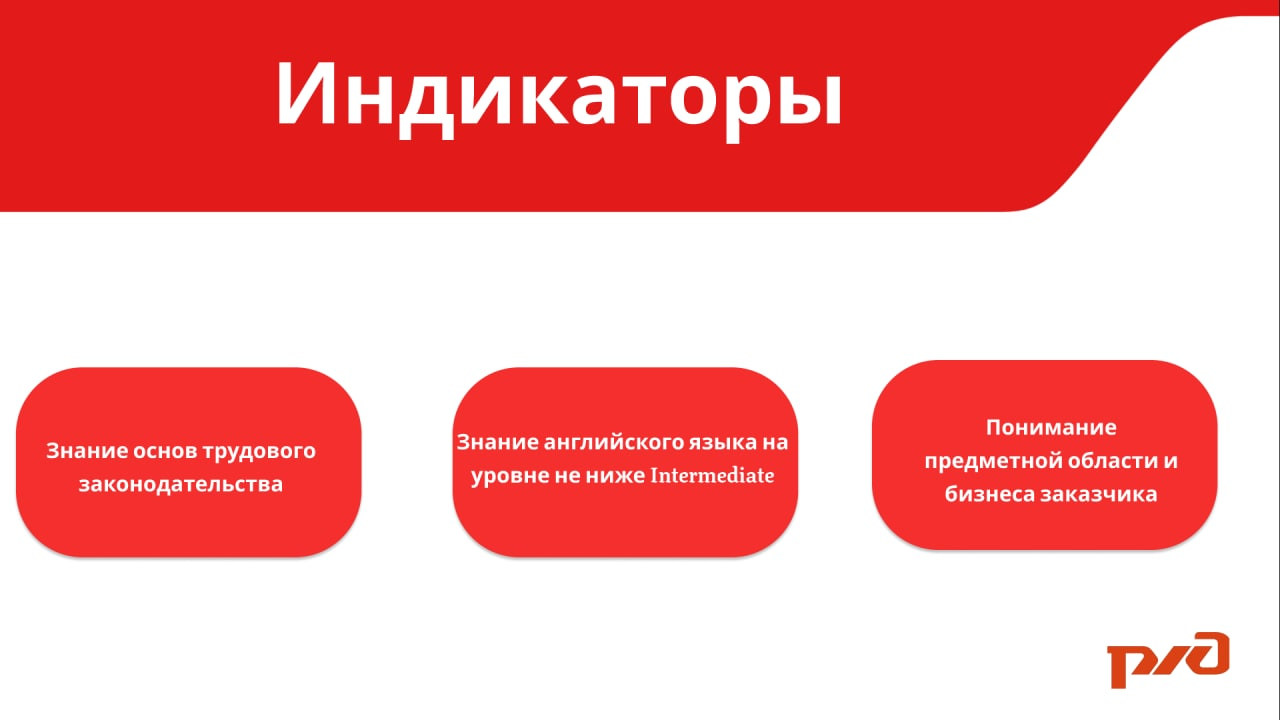 Индикаторы
Знание основ трудового
законодательства
Знание английского языка на
уровне не ниже Intermediate
Понимание
предметной области и
бизнеса заказчика
ржд